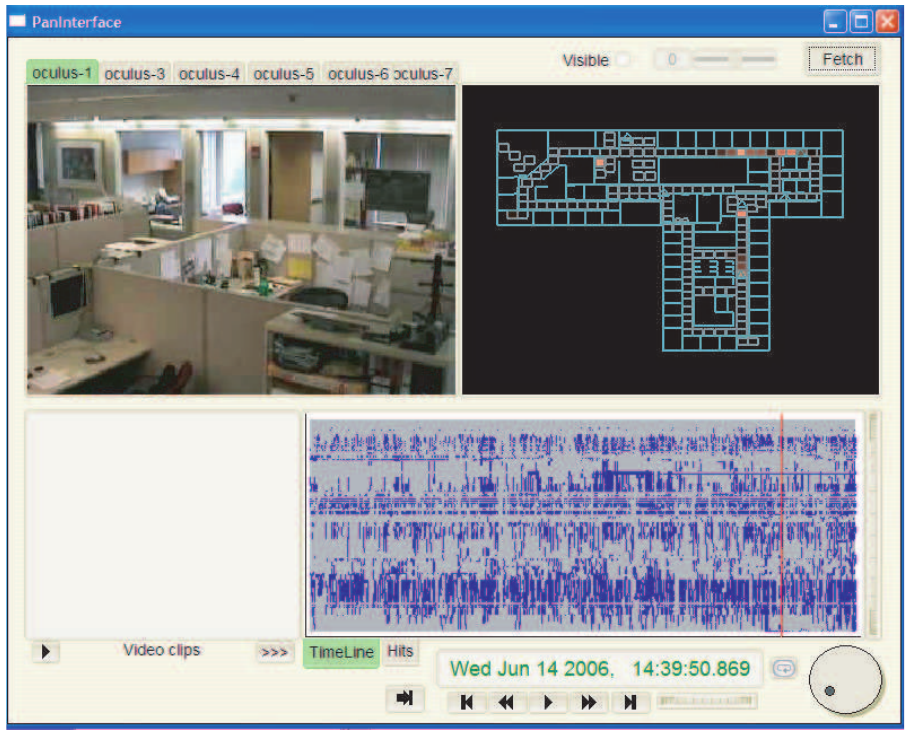 PanInterface
Visible 0 Fetch
oculus-1 oculus-3 oculus-4 oculus-5 oculus-6 oculus-7
Video clips >>> TimeLine Hits
Wed Jun 14 2006, 14:39:50.869